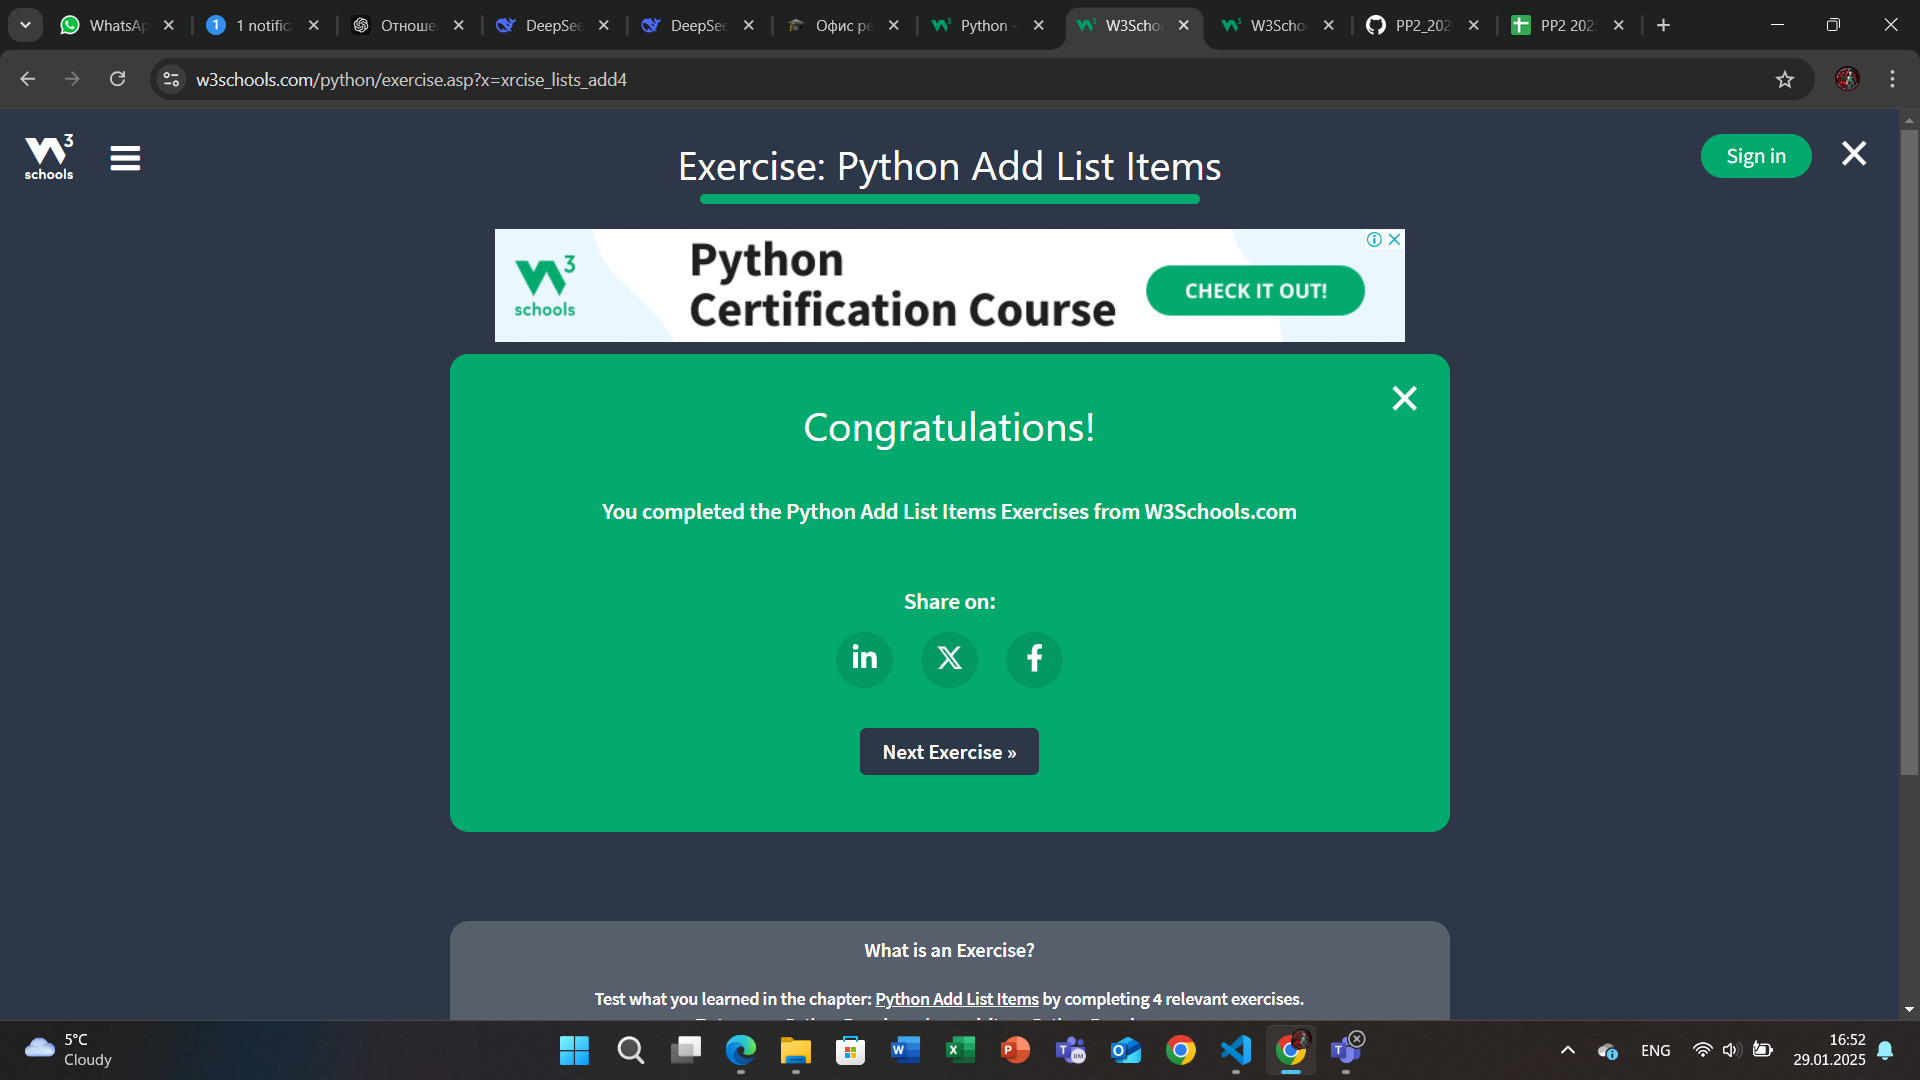 WhatsAp
1 notific
Отноше
DeepSee
DeepSee
Офис ре
Python -
W3Scho
W3Scho
PP2_202
PP2 202
w3schools.com/python/exercise.asp?x=xrcise_lists_add4
3
schools
Exercise: Python Add List Items
Sign in
3
schools
Python
Certification Course
CHECK IT OUT!
Congratulations!
You completed the Python Add List Items Exercises from W3Schools.com
Share on:
in
X
f
Next Exercise »
What is an Exercise?
Test what you learned in the chapter: Python Add List Items by completing 4 relevant exercises.
5°C
Cloudy
ENG
16:52
29.01.2025